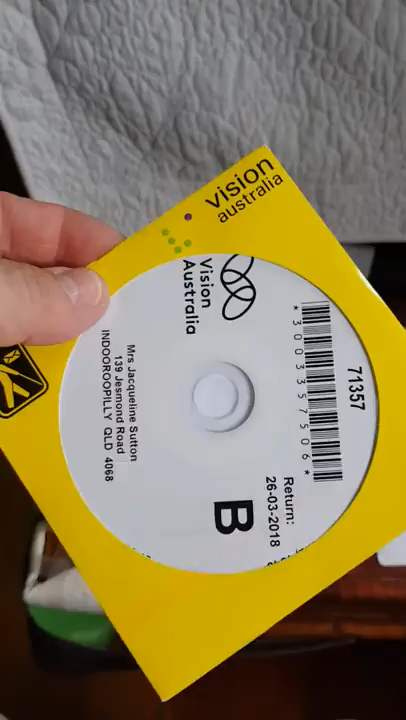 vision
australia
Vision
Australia
71357
*3003357506*
Return:
26-03-2018
B
Mrs Jacqueline Sutton
139 Jesmond Road
INDOOROOPILLY QLD 4068